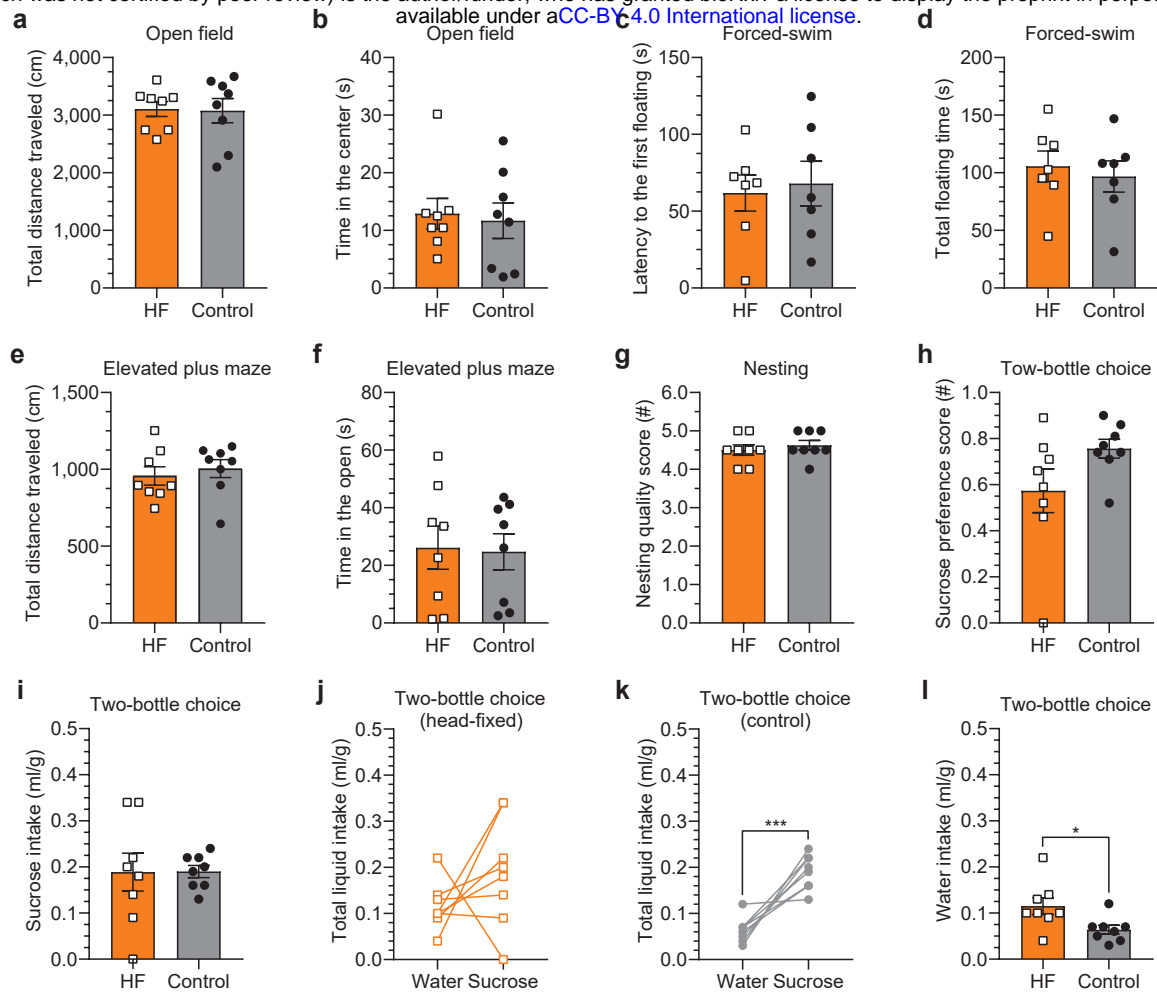 available under aCC-BY 4.0 International license.
a
Open field
Total distance traveled (cm)
4,000
3,000
2,000
1,000
0
HF Control
b
Open field
Time in the center (s)
40
30
20
10
0
HF Control
c
Forced-swim
Latency to the first floating (s)
150
100
50
0
HF Control
d
Forced-swim
Total floating time (s)
200
150
100
50
0
HF Control
e
Elevated plus maze
Total distance traveled (cm)
1,500
1,000
500
0
HF Control
f
Elevated plus maze
Time in the open (s)
80
60
40
20
0
HF Control
g
Nesting
Nesting quality score (#)
6.0
5.0
4.0
3.0
2.0
1.0
0.0
HF Control
h
Tow-bottle choice
Sucrose preference score (#)
1.0
0.8
0.6
0.4
0.2
0.0
HF Control
i
Two-bottle choice
Sucrose intake (ml/g)
0.5
0.4
0.3
0.2
0.1
0.0
HF Control
j
Two-bottle choice
(head-fixed)
Total liquid intake (ml/g)
0.5
0.4
0.3
0.2
0.1
0.0
Water Sucrose
k
Two-bottle choice
(control)
Total liquid intake (ml/g)
0.5
0.4
0.3
0.2
0.1
0.0
***
Water Sucrose
l
Two-bottle choice
Water intake (ml/g)
0.5
0.4
0.3
0.2
0.1
0.0
*
HF Control